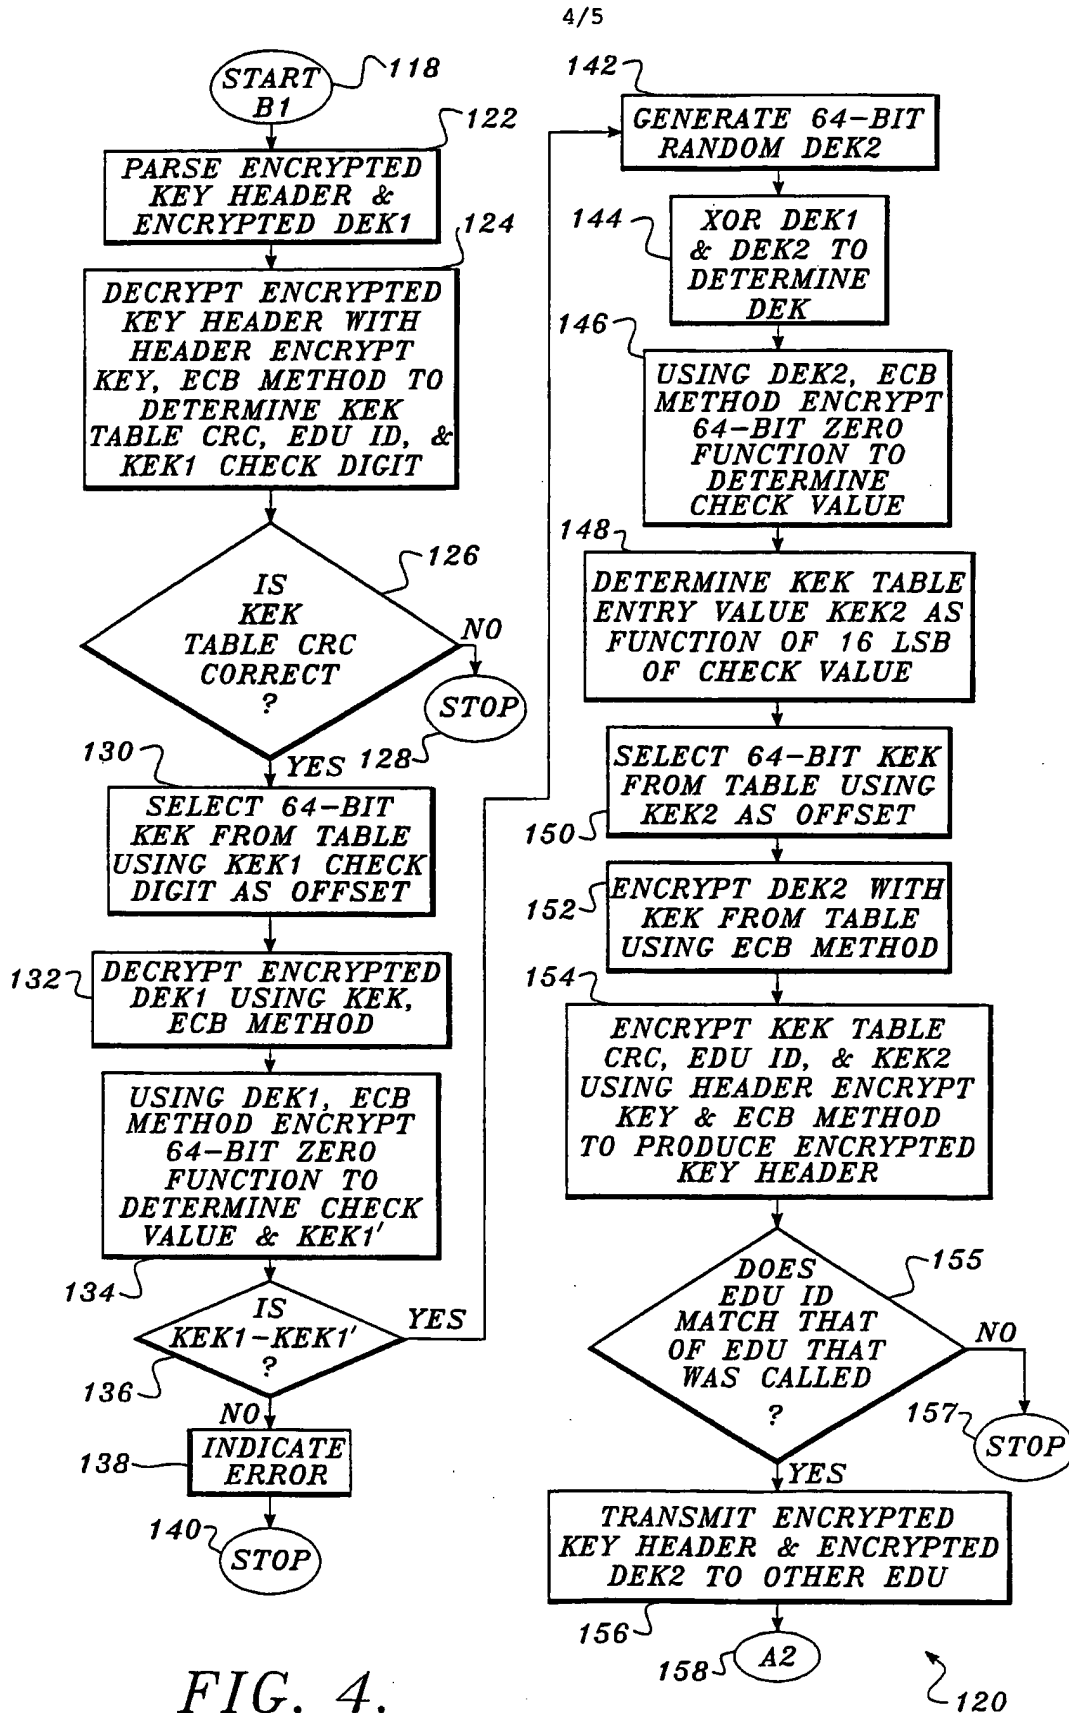 4/5
START
B1
118
PARSE ENCRYPTED
KEY HEADER &
ENCRYPTED DEK1
122
DECRYPT ENCRYPTED
KEY HEADER WITH
HEADER ENCRYPT
KEY, ECB METHOD TO
DETERMINE KEK
TABLE CRC, EDU ID, &
KEK1 CHECK DIGIT
124
IS
KEK
TABLE CRC
CORRECT
?
126
NO
STOP
128
YES
130
SELECT 64-BIT
KEK FROM TABLE
USING KEK1 CHECK
DIGIT AS OFFSET
132
DECRYPT ENCRYPTED
DEK1 USING KEK,
ECB METHOD
USING DEK1, ECB
METHOD ENCRYPT
64-BIT ZERO
FUNCTION TO
DETERMINE CHECK
VALUE & KEK1'
134
IS
KEK1-KEK1'
?
YES
136
NO
INDICATE
ERROR
138
140
STOP
142
GENERATE 64-BIT
RANDOM DEK2
144
XOR DEK1
& DEK2 TO
DETERMINE
DEK
146
USING DEK2, ECB
METHOD ENCRYPT
64-BIT ZERO
FUNCTION TO
DETERMINE
CHECK VALUE
148
DETERMINE KEK TABLE
ENTRY VALUE KEK2 AS
FUNCTION OF 16 LSB
OF CHECK VALUE
SELECT 64-BIT KEK
FROM TABLE USING
KEK2 AS OFFSET
150
ENCRYPT DEK2 WITH
KEK FROM TABLE
USING ECB METHOD
152
154
ENCRYPT KEK TABLE
CRC, EDU ID, & KEK2
USING HEADER ENCRYPT
KEY & ECB METHOD
TO PRODUCE ENCRYPTED
KEY HEADER
DOES
EDU ID
MATCH THAT
OF EDU THAT
WAS CALLED
?
155
NO
157
STOP
YES
TRANSMIT ENCRYPTED
KEY HEADER & ENCRYPTED
DEK2 TO OTHER EDU
156
158
A2
120
FIG. 4.